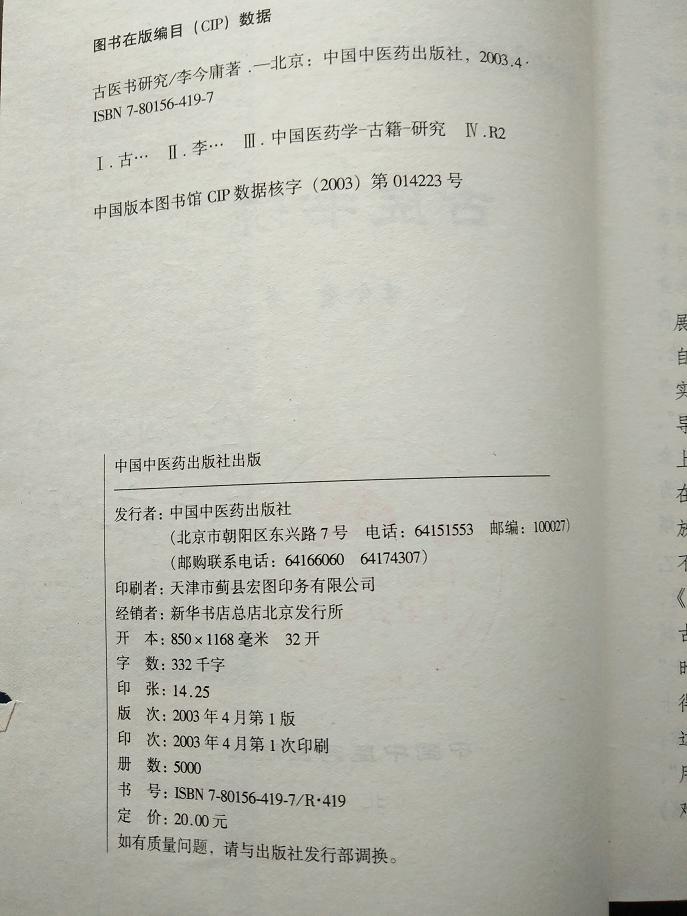 图书在版编目（CIP）数据
古医书研究/李今庸著．—北京：中国中医药出版社，2003.4．
ISBN 7-80156-419-7
Ⅰ．古… Ⅱ．李… Ⅲ．中国医药学-古籍-研究 Ⅳ．R2
中国版本图书馆 CIP 数据核字（2003）第 014223 号
中国中医药出版社出版
发行者：中国中医药出版社
（北京市朝阳区东兴路 7 号 电话：64151553 邮编：100027）
（邮购联系电话：64166060 64174307）
印刷者：天津市蓟县宏图印务有限公司
经销者：新华书店总店北京发行所
开 本：850×1168 毫米 32 开
字 数：332 千字
印 张：14.25
版 次：2003 年 4 月第 1 版
印 次：2003 年 4 月第 1 次印刷
册 数：5000
书 号：ISBN 7-80156-419-7/R·419
定 价：20.00 元
如有质量问题，请与出版社发行部调换。
展
自
实
导
上
在
放
不
《
古
时
得